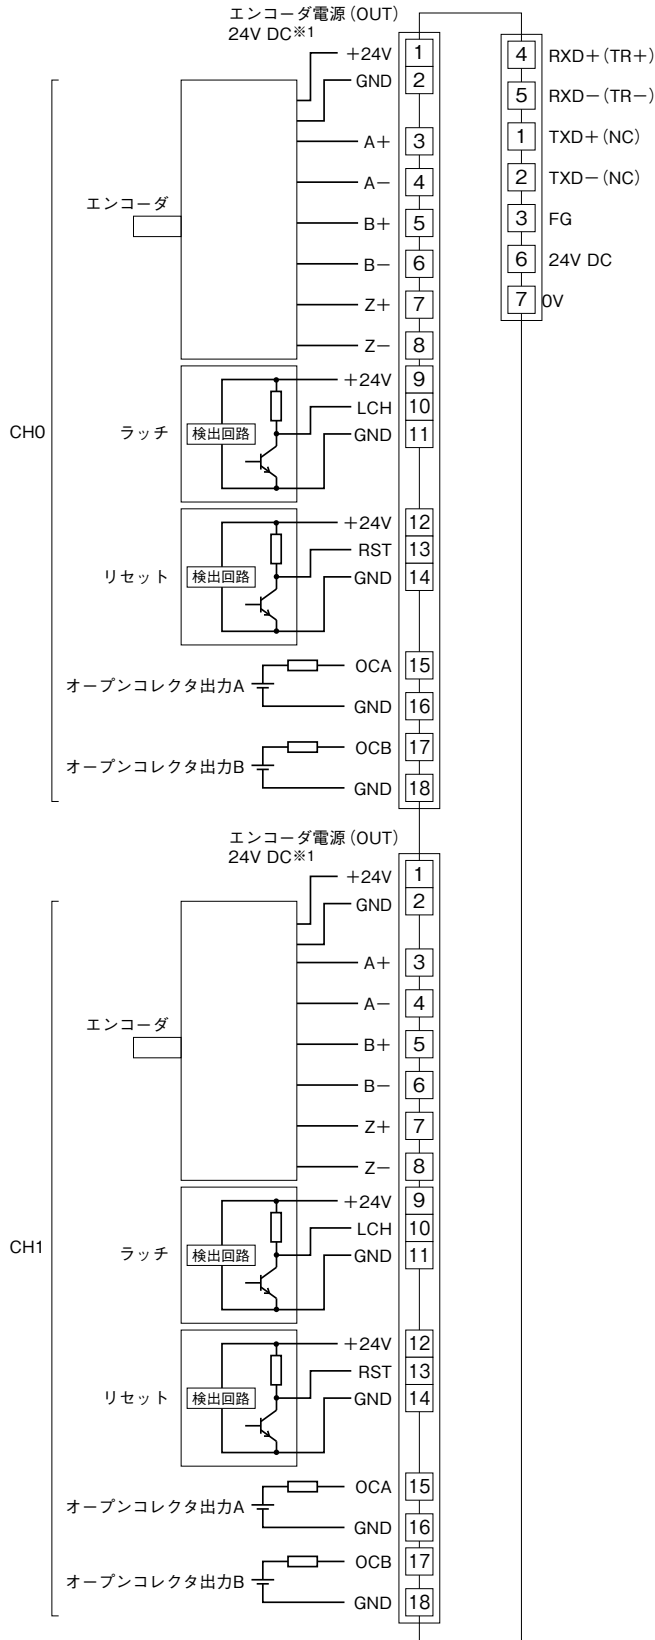 エンコーダ電源(OUT)
24V DC※1
+24V 1
GND 2
A+ 3
A− 4
エンコーダ
B+ 5
B− 6
Z+ 7
Z− 8
+24V 9
LCH 10
CH0
ラッチ
検出回路
GND 11
+24V 12
RST 13
リセット
検出回路
GND 14
OCA 15
オープンコレクタ出力A
GND 16
OCB 17
オープンコレクタ出力B
GND 18
4 RXD+(TR+)
5 RXD−(TR−)
1 TXD+(NC)
2 TXD−(NC)
3 FG
6 24V DC
7 0V
エンコーダ電源(OUT)
24V DC※1
+24V 1
GND 2
A+ 3
A− 4
エンコーダ
B+ 5
B− 6
Z+ 7
Z− 8
+24V 9
LCH 10
CH1
ラッチ
検出回路
GND 11
+24V 12
RST 13
リセット
検出回路
GND 14
OCA 15
オープンコレクタ出力A
GND 16
OCB 17
オープンコレクタ出力B
GND 18